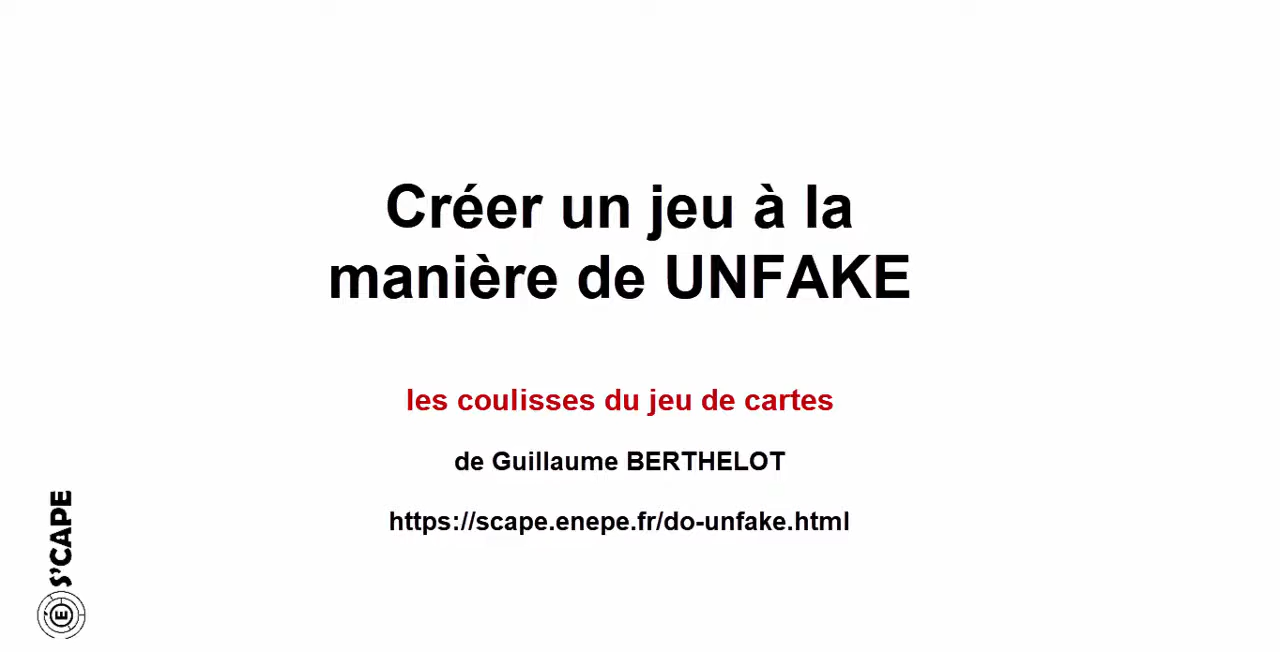 Créer un jeu à la
manière de UNFAKE
les coulisses du jeu de cartes
de Guillaume BERTHELOT
https://scape.enepe.fr/do-unfake.html
S'CAPE
E